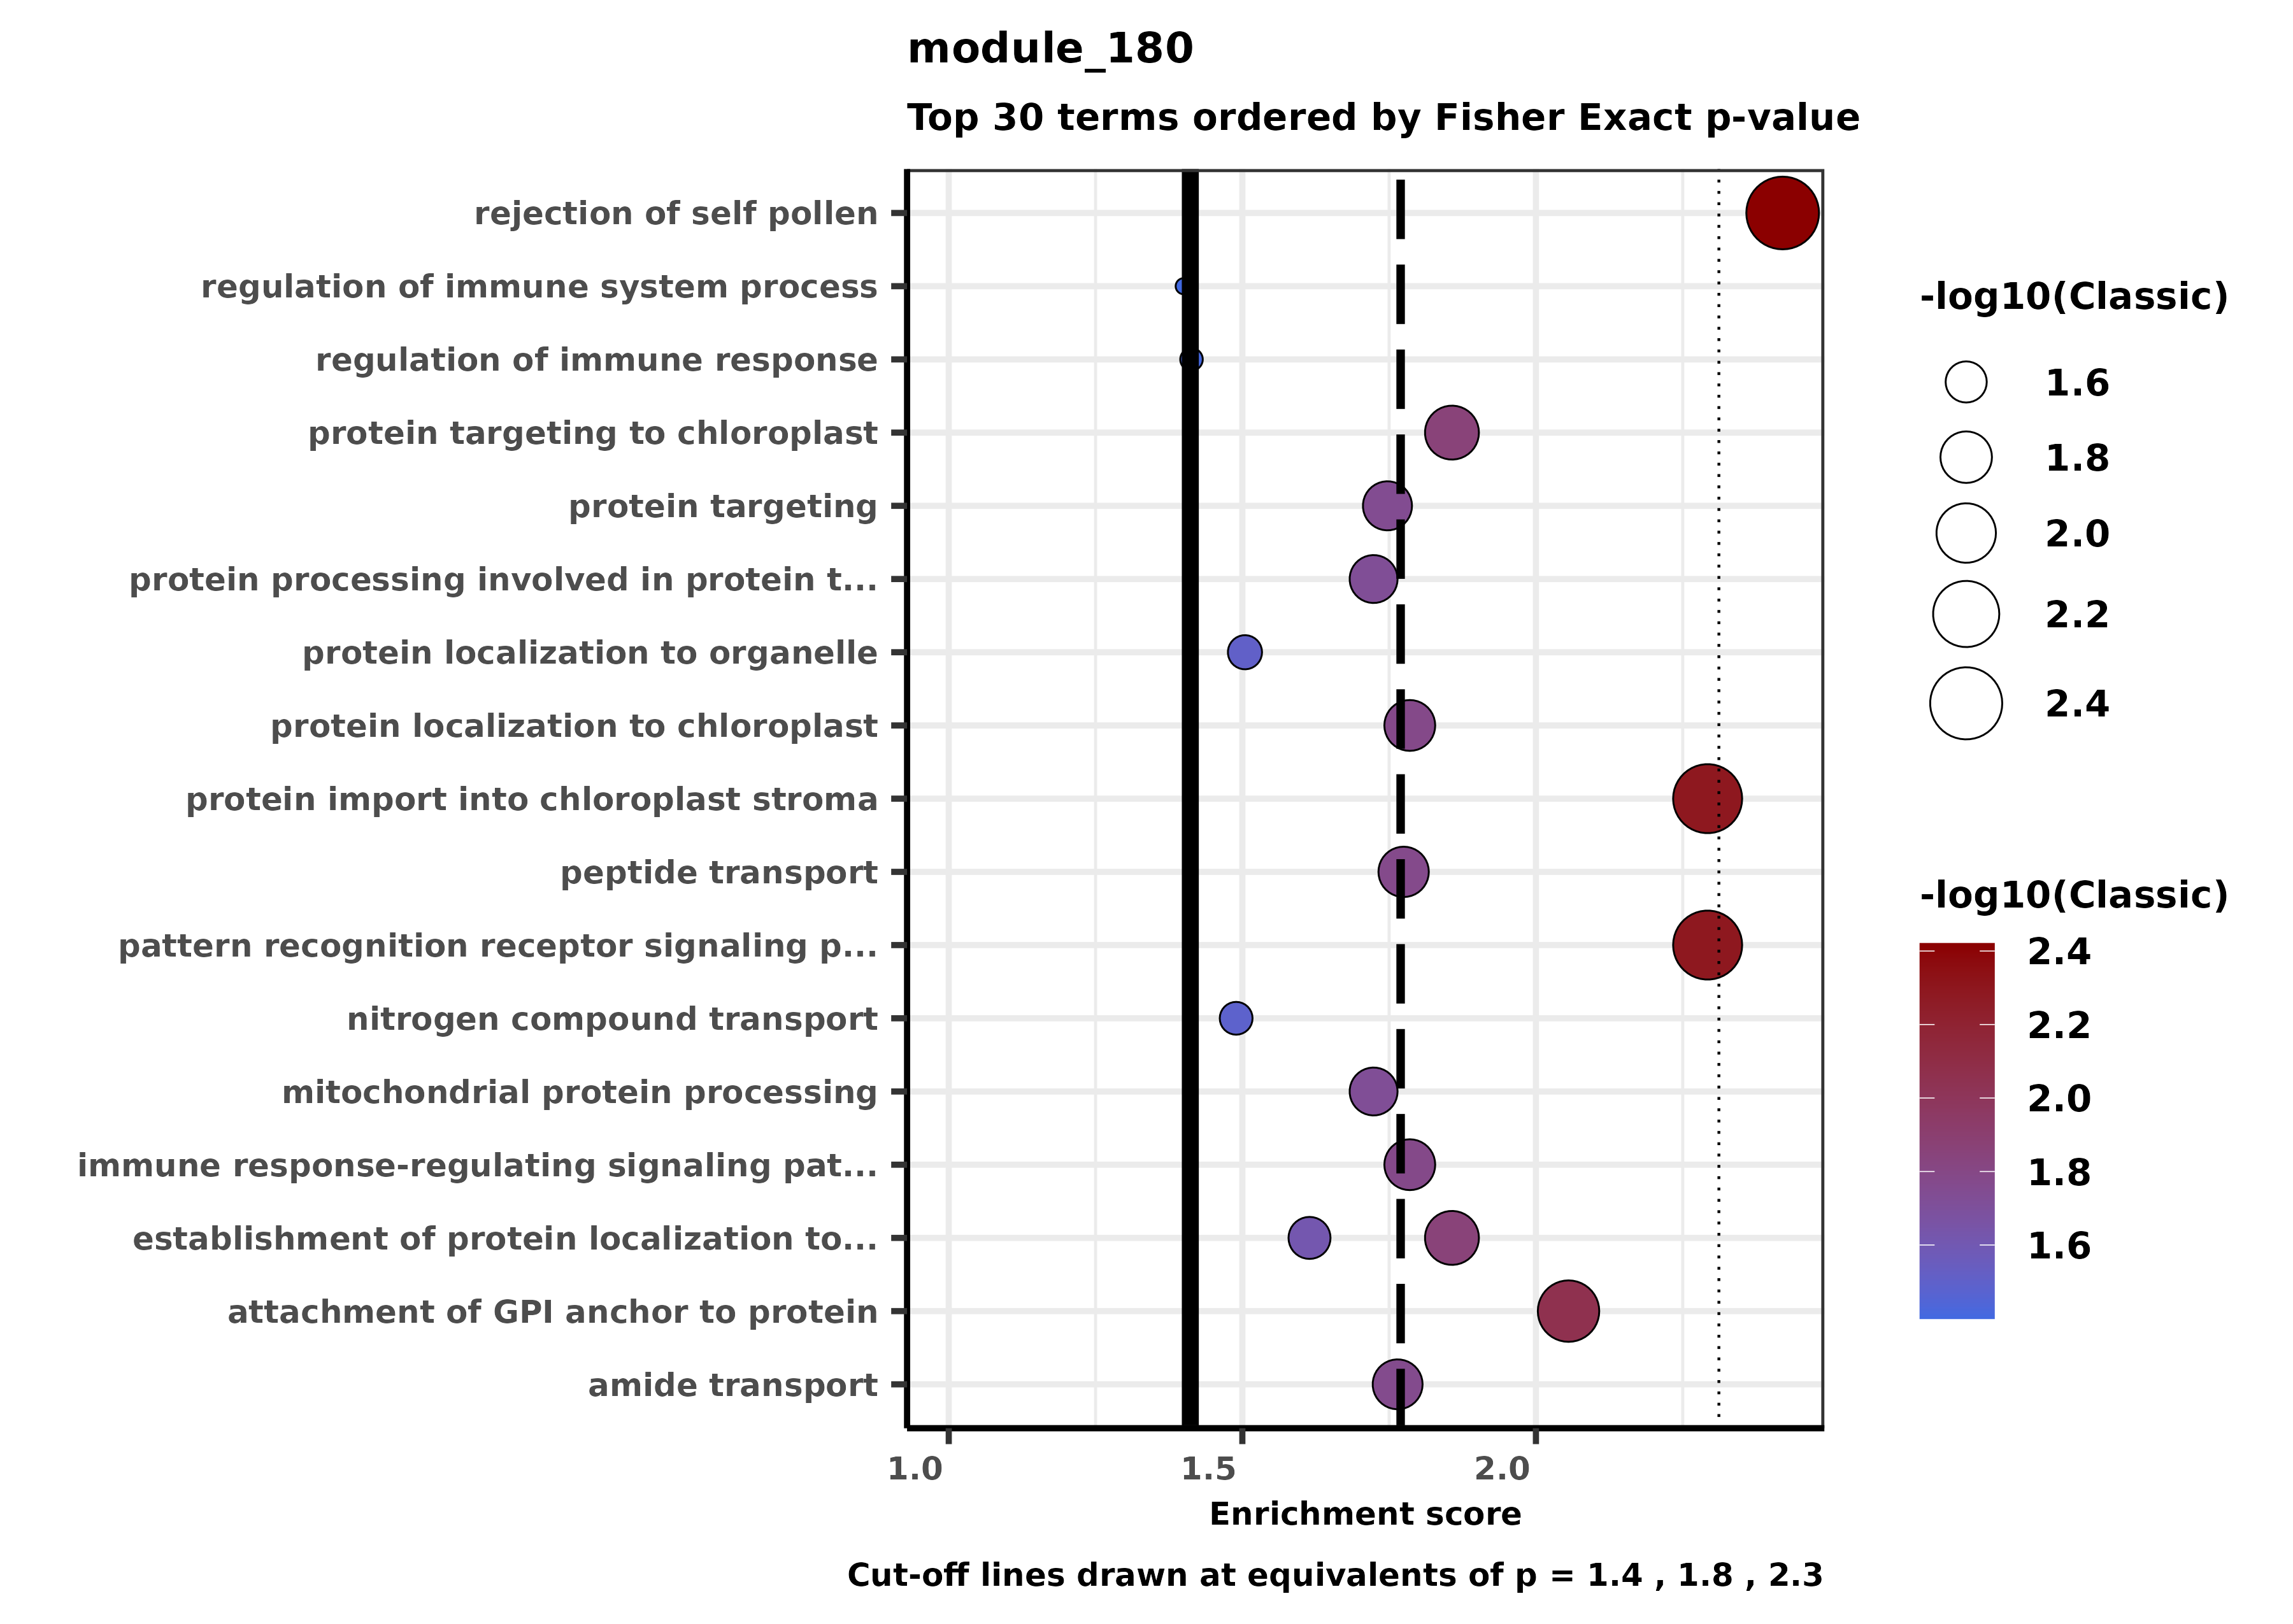 module_180
Top 30 terms ordered by Fisher Exact p-value
rejection of self pollen
regulation of immune system process
regulation of immune response
protein targeting to chloroplast
protein targeting
protein processing involved in protein t...
protein localization to organelle
protein localization to chloroplast
protein import into chloroplast stroma
peptide transport
pattern recognition receptor signaling p...
nitrogen compound transport
mitochondrial protein processing
immune response-regulating signaling pat...
establishment of protein localization to...
attachment of GPI anchor to protein
amide transport
1.0 1.5 2.0
Enrichment score
Cut-off lines drawn at equivalents of p = 1.4 , 1.8 , 2.3
-log10(Classic)
1.6
1.8
2.0
2.2
2.4
-log10(Classic)
2.4
2.2
2.0
1.8
1.6